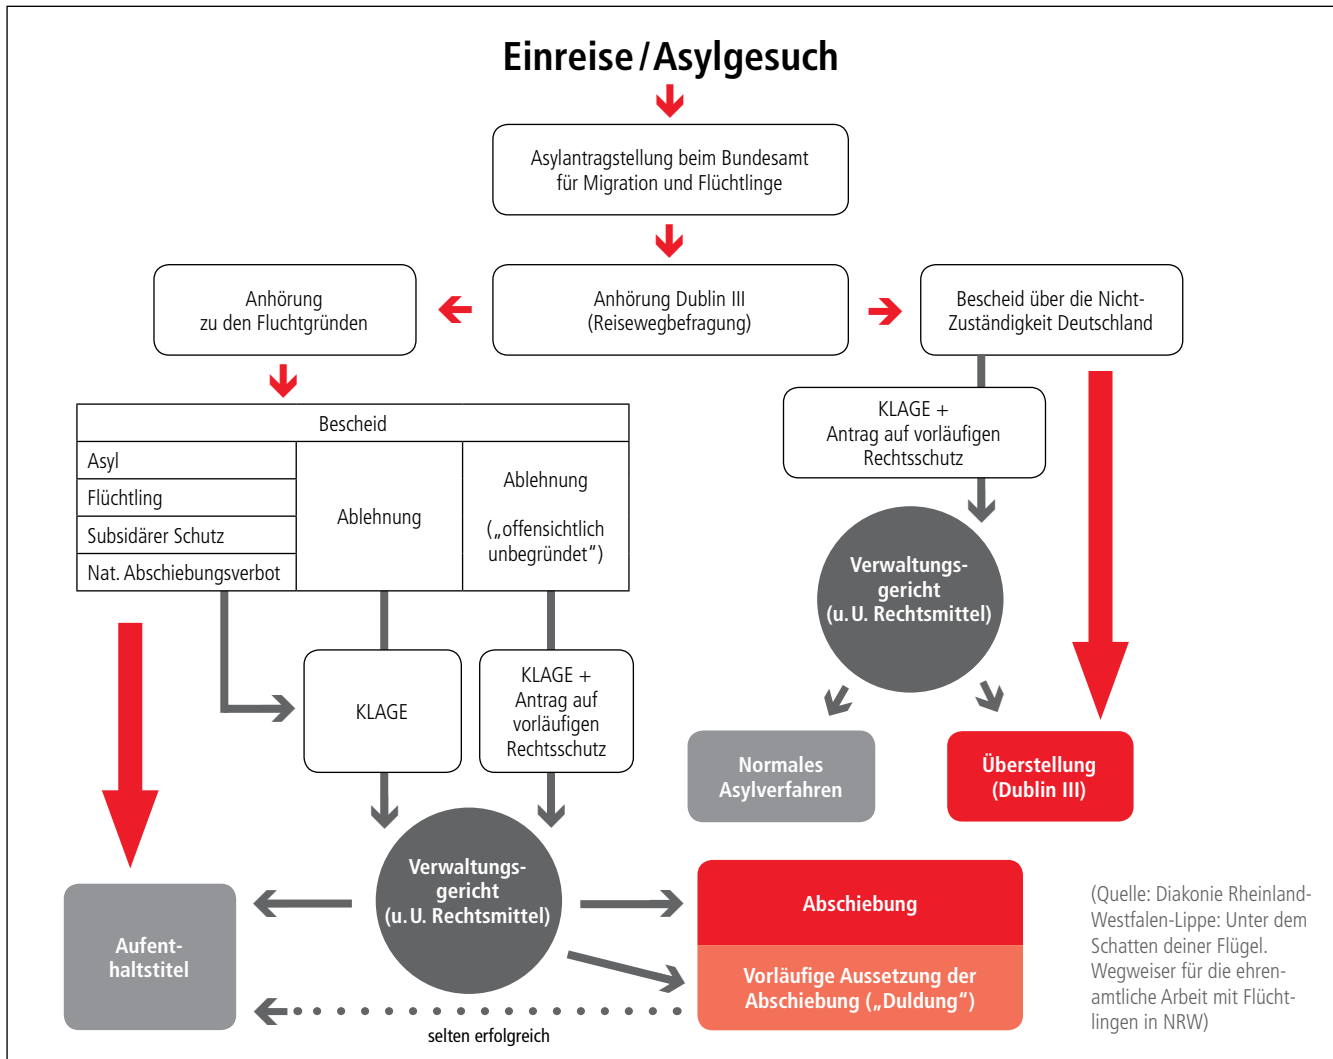 Einreise/Asylgesuch
Asylantragstellung beim Bundesamt
für Migration und Flüchtlinge
Anhörung
zu den Fluchtgründen
Anhörung Dublin III
(Reisewegbefragung)
Bescheid über die Nicht-
Zuständigkeit Deutschland
KLAGE +
Antrag auf vorläufigen
Rechtsschutz
Bescheid
Asyl
Flüchtling
Subsidärer Schutz
Nat. Abschiebungsverbot
Ablehnung
Ablehnung
(„offensichtlich
unbegründet“)
Verwaltungs-
gericht
(u. U. Rechtsmittel)
KLAGE
KLAGE +
Antrag auf
vorläufigen
Rechtsschutz
Normales
Asylverfahren
Überstellung
(Dublin III)
Verwaltungs-
gericht
(u. U. Rechtsmittel)
Aufent-
haltstitel
Abschiebung
Vorläufige Aussetzung der
Abschiebung („Duldung“)
selten erfolgreich
(Quelle: Diakonie Rheinland-
Westfalen-Lippe: Unter dem
Schatten deiner Flügel.
Wegweiser für die ehren-
amtliche Arbeit mit Flücht-
lingen in NRW)